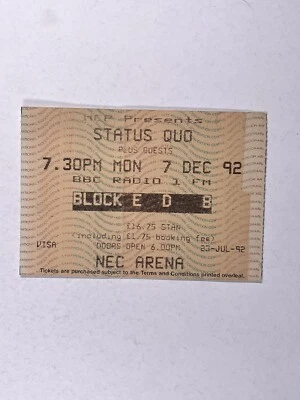 MCP Presents
STATUS QUO
PLUS GUESTS
7.30PM MON 7 DEC 92
BBC RADIO 1 FM
BLOCK E D 8
£16.75 STAN
(including £1.75 booking fee)
VISA DOORS OPEN 6.00PM 23-JUL-92
NEC ARENA
Tickets are purchased subject to the Terms and Conditions printed overleaf.